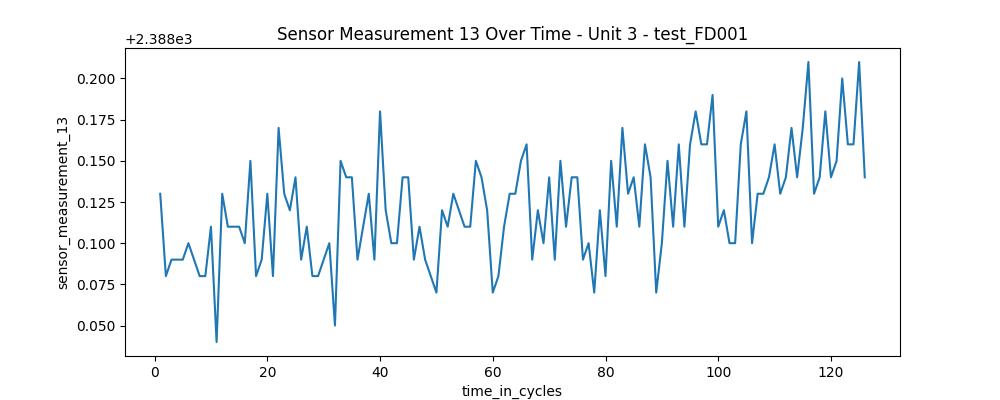 Sensor Measurement 13 Over Time - Unit 3 - test_FD001
+2.388e3
0.200
0.175
0.150
0.125
0.100
0.075
0.050
sensor_measurement_13
0 20 40 60 80 100 120
time_in_cycles